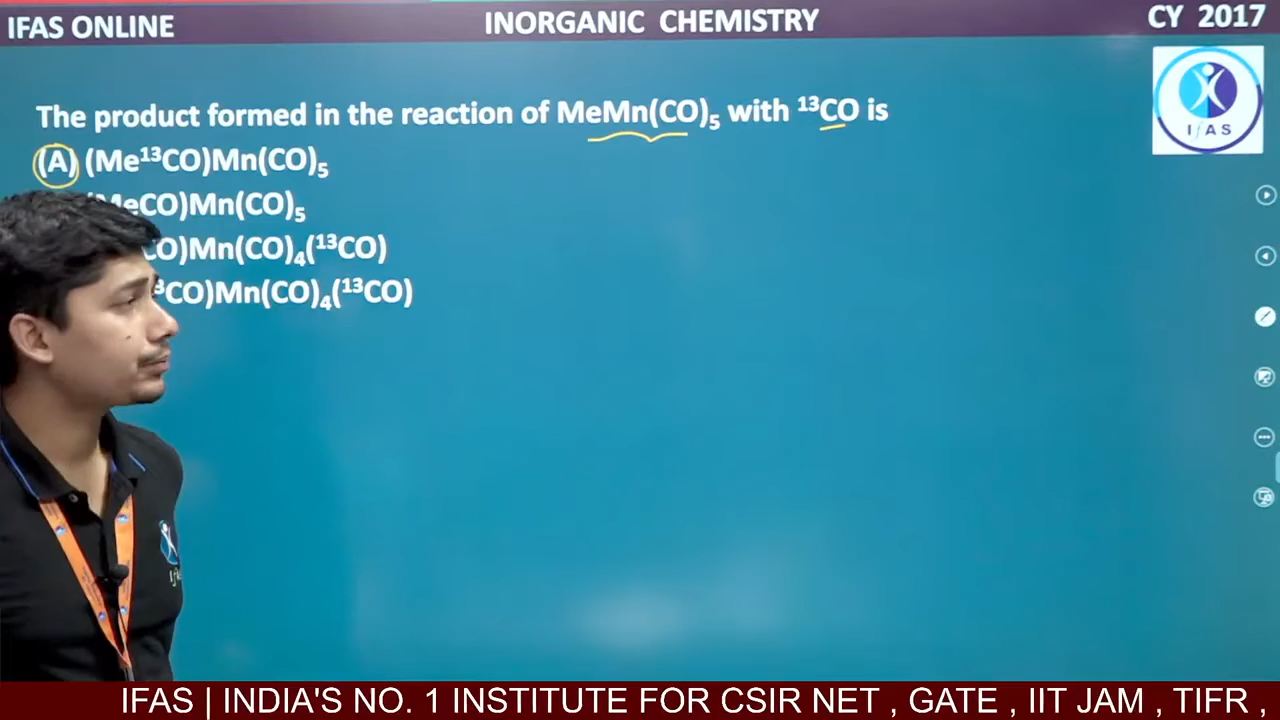 IFAS ONLINE
INORGANIC CHEMISTRY
CY 2017
IFAS
The product formed in the reaction of MeMn(CO)₅ with ¹³CO is
(A) (Me¹³CO)Mn(CO)₅
MeCO)Mn(CO)₅
CO)Mn(CO)₄(¹³CO)
³CO)Mn(CO)₄(¹³CO)
IFAS | INDIA'S NO. 1 INSTITUTE FOR CSIR NET , GATE , IIT JAM , TIFR ,